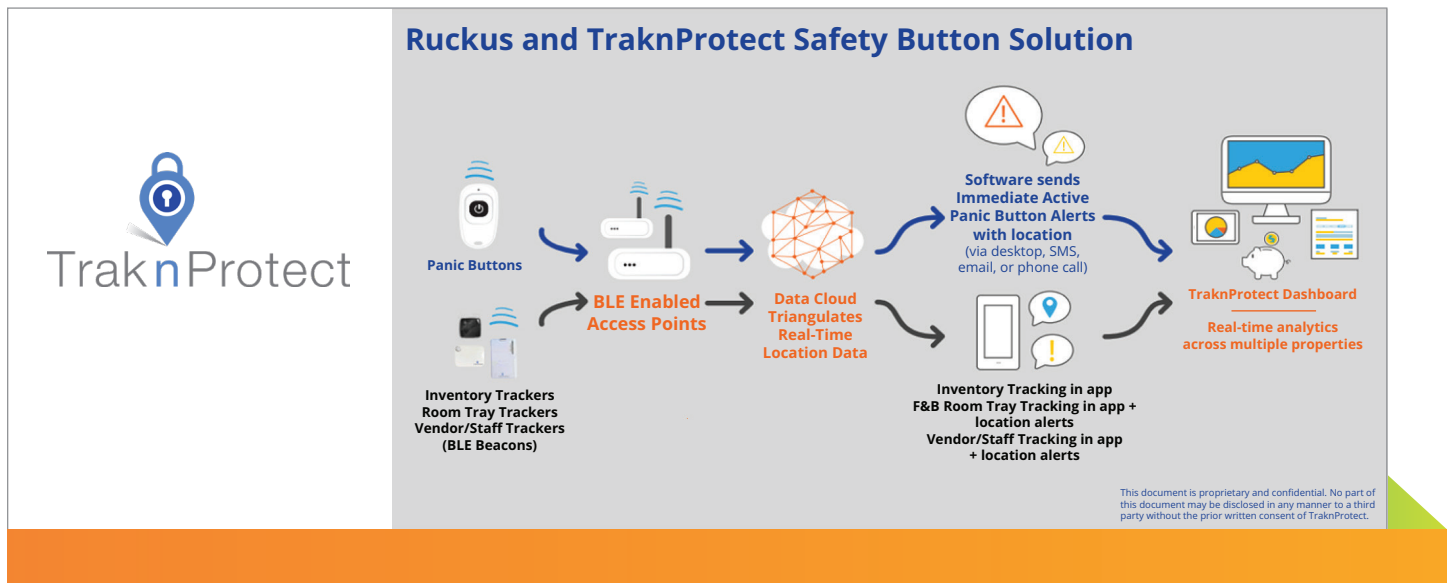 Ruckus and TraknProtect Safety Button Solution
TraknProtect
Panic Buttons
Inventory Trackers
Room Tray Trackers
Vendor/Staff Trackers
(BLE Beacons)
BLE Enabled
Access Points
Data Cloud
Triangulates
Real-Time
Location Data
Software sends
Immediate Active
Panic Button Alerts
with location
(via desktop, SMS,
email, or phone call)
Inventory Tracking in app
F&B Room Tray Tracking in app +
location alerts
Vendor/Staff Tracking in app
+ location alerts
TraknProtect Dashboard
Real-time analytics
across multiple properties
This document is proprietary and confidential. No part of
this document may be disclosed in any manner to a third
party without the prior written consent of TraknProtect.